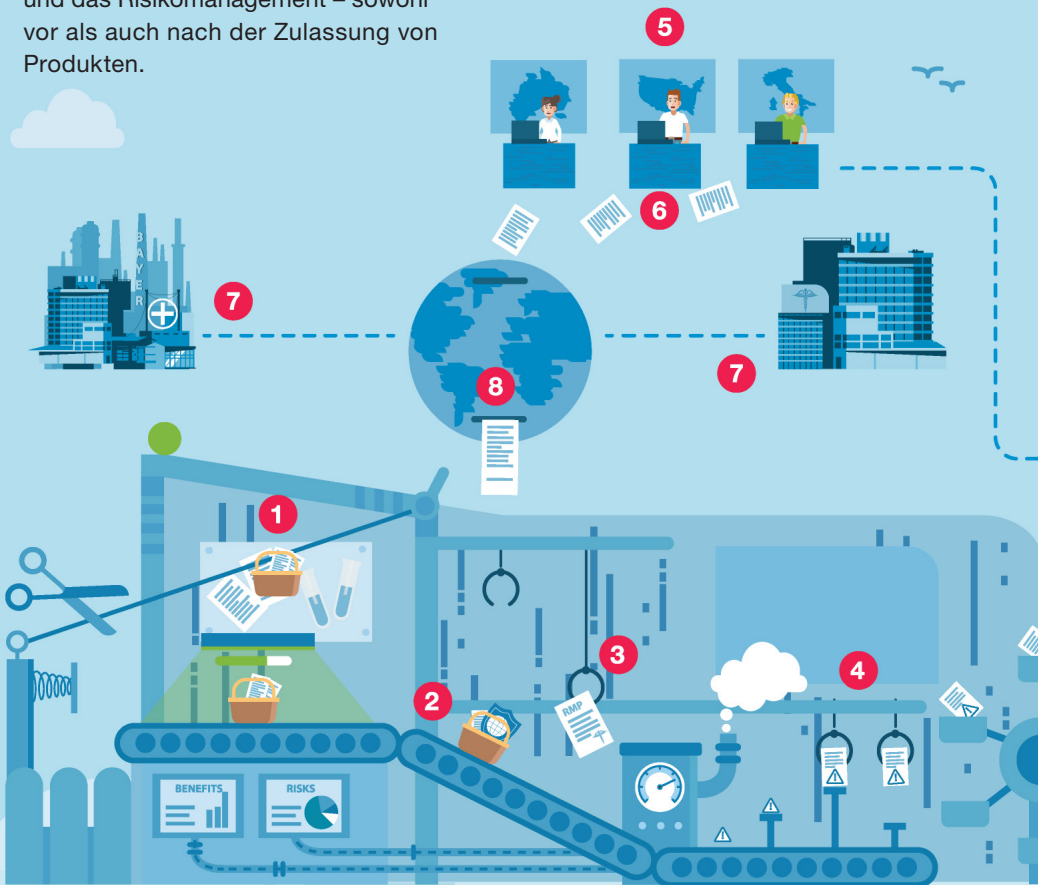 und das Risikomanagement – sowohl
vor als auch nach der Zulassung von
Produkten.
5
6
BAYER
7
7
8
1
3
RMP
2
4
BENEFITS
RISKS